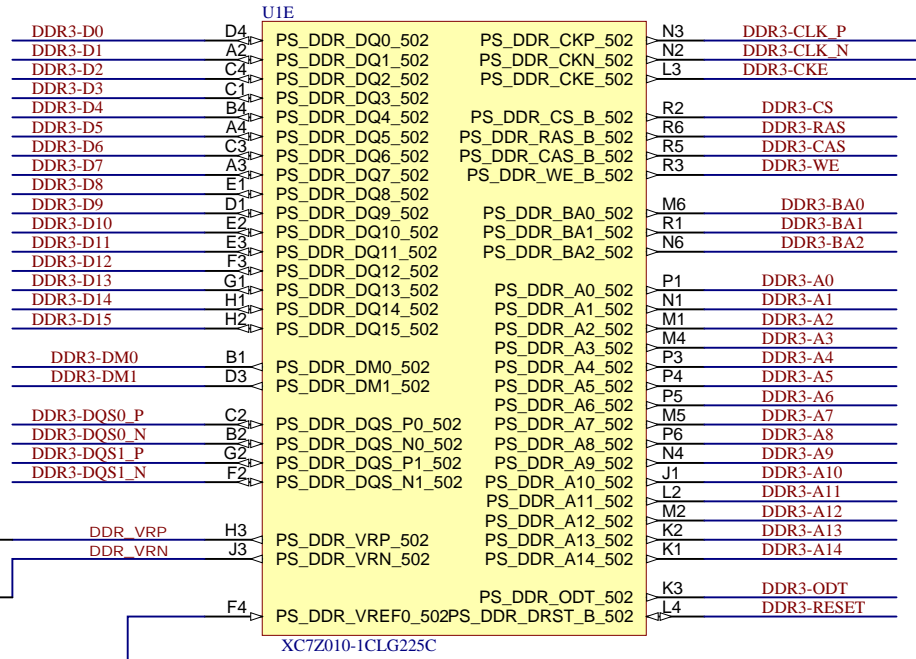 U1E
DDR3-D0 D4 PS_DDR_DQ0_502 PS_DDR_CKP_502 N3 DDR3-CLK_P
DDR3-D1 A2 PS_DDR_DQ1_502 PS_DDR_CKN_502 N2 DDR3-CLK_N
DDR3-D2 C4 PS_DDR_DQ2_502 PS_DDR_CKE_502 L3 DDR3-CKE
DDR3-D3 C1 PS_DDR_DQ3_502
DDR3-D4 B4 PS_DDR_DQ4_502 PS_DDR_CS_B_502 R2 DDR3-CS
DDR3-D5 A4 PS_DDR_DQ5_502 PS_DDR_RAS_B_502 R6 DDR3-RAS
DDR3-D6 C3 PS_DDR_DQ6_502 PS_DDR_CAS_B_502 R5 DDR3-CAS
DDR3-D7 A3 PS_DDR_DQ7_502 PS_DDR_WE_B_502 R3 DDR3-WE
DDR3-D8 E1 PS_DDR_DQ8_502
DDR3-D9 D1 PS_DDR_DQ9_502 PS_DDR_BA0_502 M6 DDR3-BA0
DDR3-D10 E2 PS_DDR_DQ10_502 PS_DDR_BA1_502 R1 DDR3-BA1
DDR3-D11 E3 PS_DDR_DQ11_502 PS_DDR_BA2_502 N6 DDR3-BA2
DDR3-D12 F3 PS_DDR_DQ12_502
DDR3-D13 G1 PS_DDR_DQ13_502 PS_DDR_A0_502 P1 DDR3-A0
DDR3-D14 H1 PS_DDR_DQ14_502 PS_DDR_A1_502 N1 DDR3-A1
DDR3-D15 H2 PS_DDR_DQ15_502 PS_DDR_A2_502 M1 DDR3-A2
PS_DDR_A3_502 M4 DDR3-A3
DDR3-DM0 B1 PS_DDR_DM0_502 PS_DDR_A4_502 P3 DDR3-A4
DDR3-DM1 D3 PS_DDR_DM1_502 PS_DDR_A5_502 P4 DDR3-A5
PS_DDR_A6_502 P5 DDR3-A6
DDR3-DQS0_P C2 PS_DDR_DQS_P0_502 PS_DDR_A7_502 M5 DDR3-A7
DDR3-DQS0_N B2 PS_DDR_DQS_N0_502 PS_DDR_A8_502 P6 DDR3-A8
DDR3-DQS1_P G2 PS_DDR_DQS_P1_502 PS_DDR_A9_502 N4 DDR3-A9
DDR3-DQS1_N F2 PS_DDR_DQS_N1_502 PS_DDR_A10_502 J1 DDR3-A10
PS_DDR_A11_502 L2 DDR3-A11
PS_DDR_A12_502 M2 DDR3-A12
DDR_VRP H3 PS_DDR_VRP_502 PS_DDR_A13_502 K2 DDR3-A13
DDR_VRN J3 PS_DDR_VRN_502 PS_DDR_A14_502 K1 DDR3-A14
PS_DDR_ODT_502 K3 DDR3-ODT
F4 PS_DDR_VREF0_502 PS_DDR_DRST_B_502 L4 DDR3-RESET
XC7Z010-1CLG225C